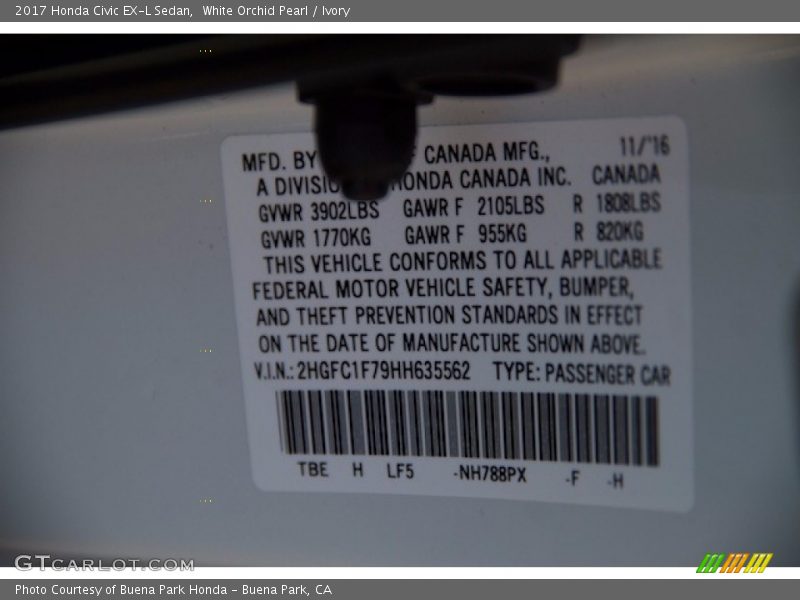 2017 Honda Civic EX-L Sedan,  White Orchid Pearl / Ivory
MFD. BY CANADA MFG., 11/'16
A DIVISIO HONDA CANADA INC. CANADA
GVWR 3902LBS GAWR F 2105LBS R 1808LBS
GVWR 1770KG GAWR F 955KG R 820KG
THIS VEHICLE CONFORMS TO ALL APPLICABLE
FEDERAL MOTOR VEHICLE SAFETY, BUMPER,
AND THEFT PREVENTION STANDARDS IN EFFECT
ON THE DATE OF MANUFACTURE SHOWN ABOVE.
V.I.N.: 2HGFC1F79HH635562 TYPE: PASSENGER CAR
TBE H LF5 -NH788PX -F -H
GTCARLOT.COM
Photo Courtesy of Buena Park Honda - Buena Park, CA